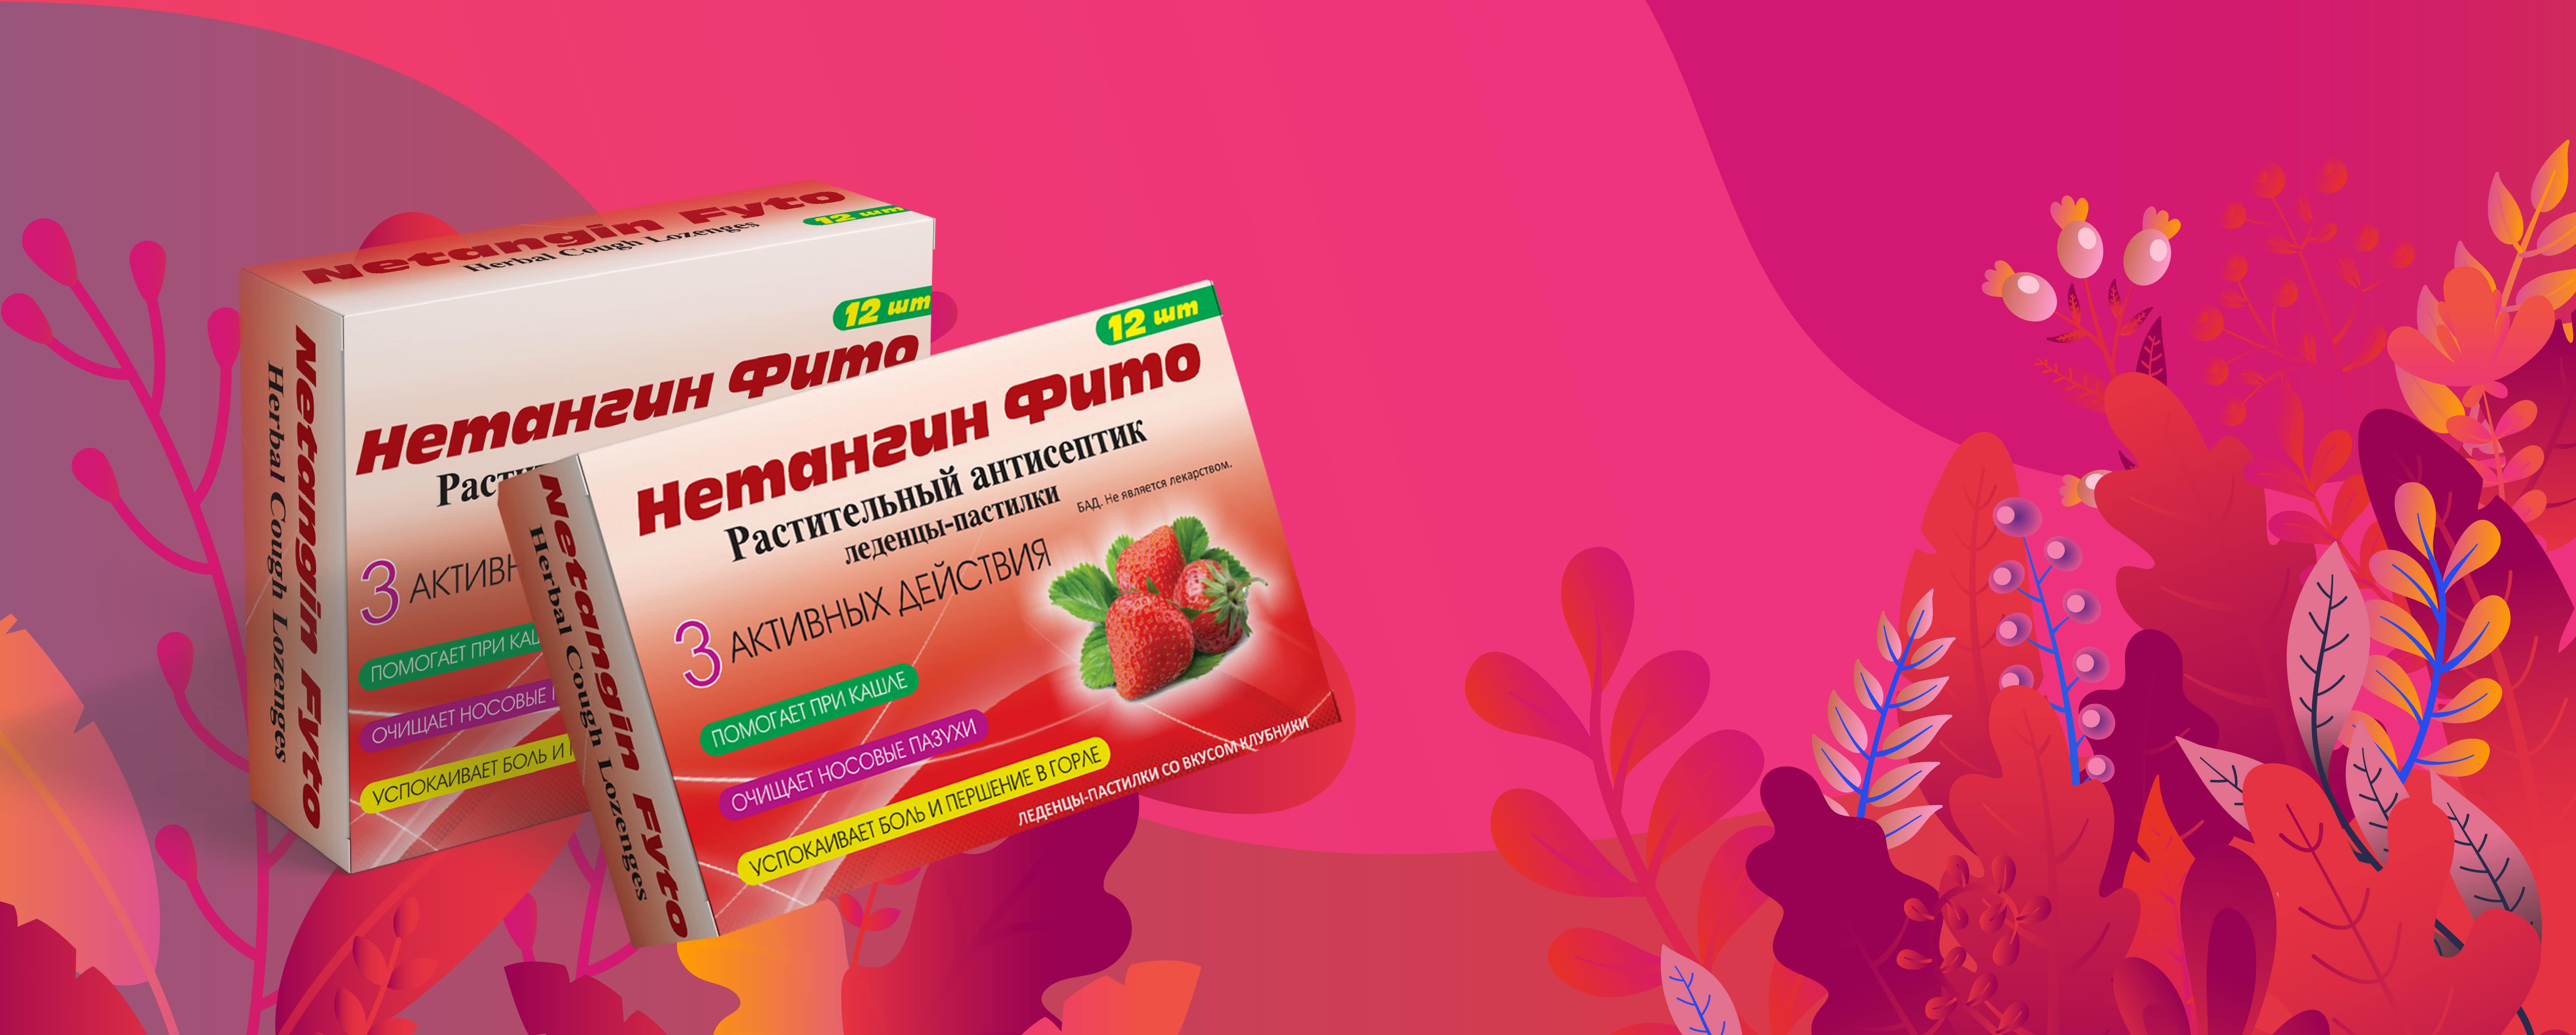 Netangin Fyto
Herbal Cough Lozenges
12 шт
Netangin Fyto
Herbal Cough Lozenges
12 шт
Нетангин Фито
3 АКТИВН
ПОМОГАЕТ ПРИ КАШ
ОЧИЩАЕТ НОСОВЫЕ
УСПОКАИВАЕТ БОЛЬ И
Netangin Fyto
Herbal Cough Lozenges
12 шт
Нетангин Фито
Растительный антисептик
леденцы-пастилки
БАД. Не является лекарством.
3 АКТИВНЫХ ДЕЙСТВИЯ
ПОМОГАЕТ ПРИ КАШЛЕ
ОЧИЩАЕТ НОСОВЫЕ ПАЗУХИ
УСПОКАИВАЕТ БОЛЬ И ПЕРШЕНИЕ В ГОРЛЕ
ЛЕДЕНЦЫ-ПАСТИЛКИ СО ВКУСОМ КЛУБНИКИ